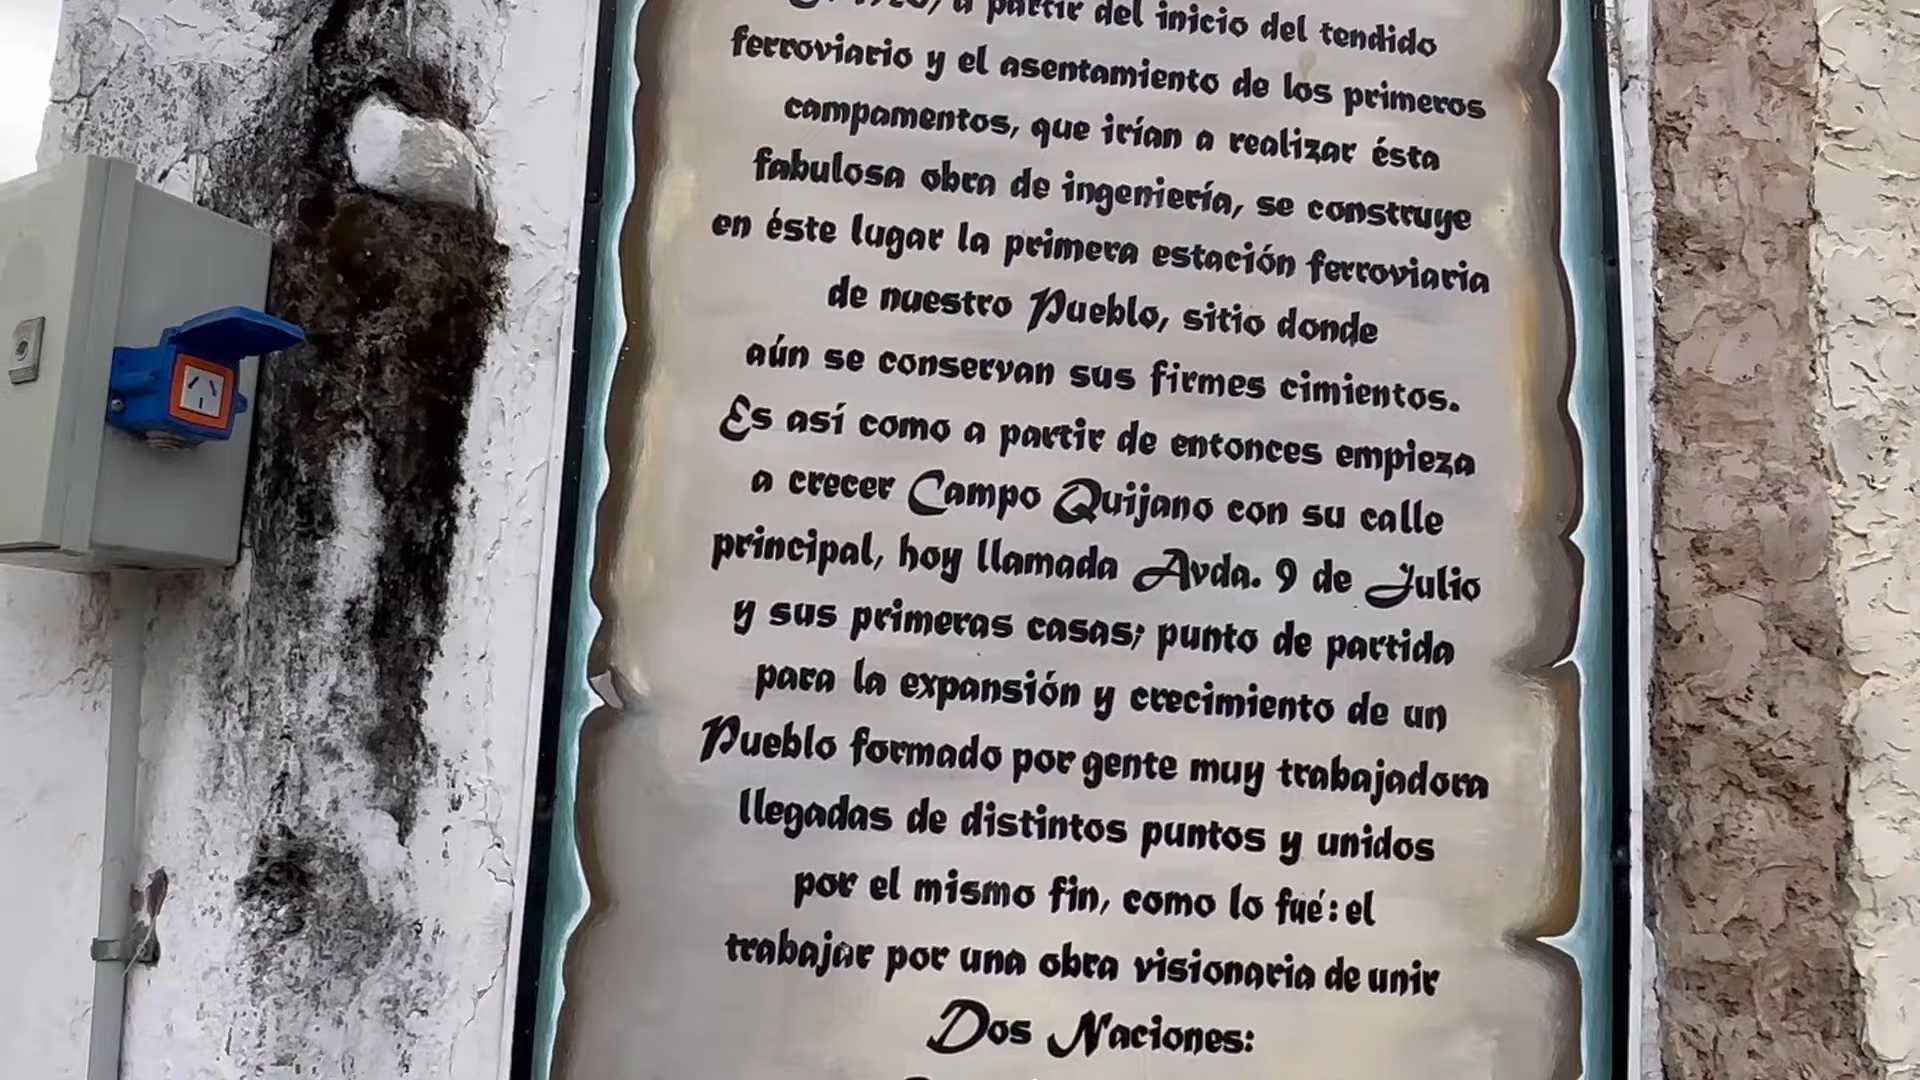 a partir del inicio del tendido
ferroviario y el asentamiento de los primeros
campamentos, que irían a realizar ésta
fabulosa obra de ingeniería, se construye
en éste lugar la primera estación ferroviaria
de nuestro Pueblo, sitio donde
aún se conservan sus firmes cimientos.
Es así como a partir de entonces empieza
a crecer Campo Quijano con su calle
principal, hoy llamada Avda. 9 de Julio
y sus primeras casas; punto de partida
para la expansión y crecimiento de un
Pueblo formado por gente muy trabajadora
llegadas de distintos puntos y unidos
por el mismo fin, como lo fué: el
trabajar por una obra visionaria de unir
Dos Naciones: